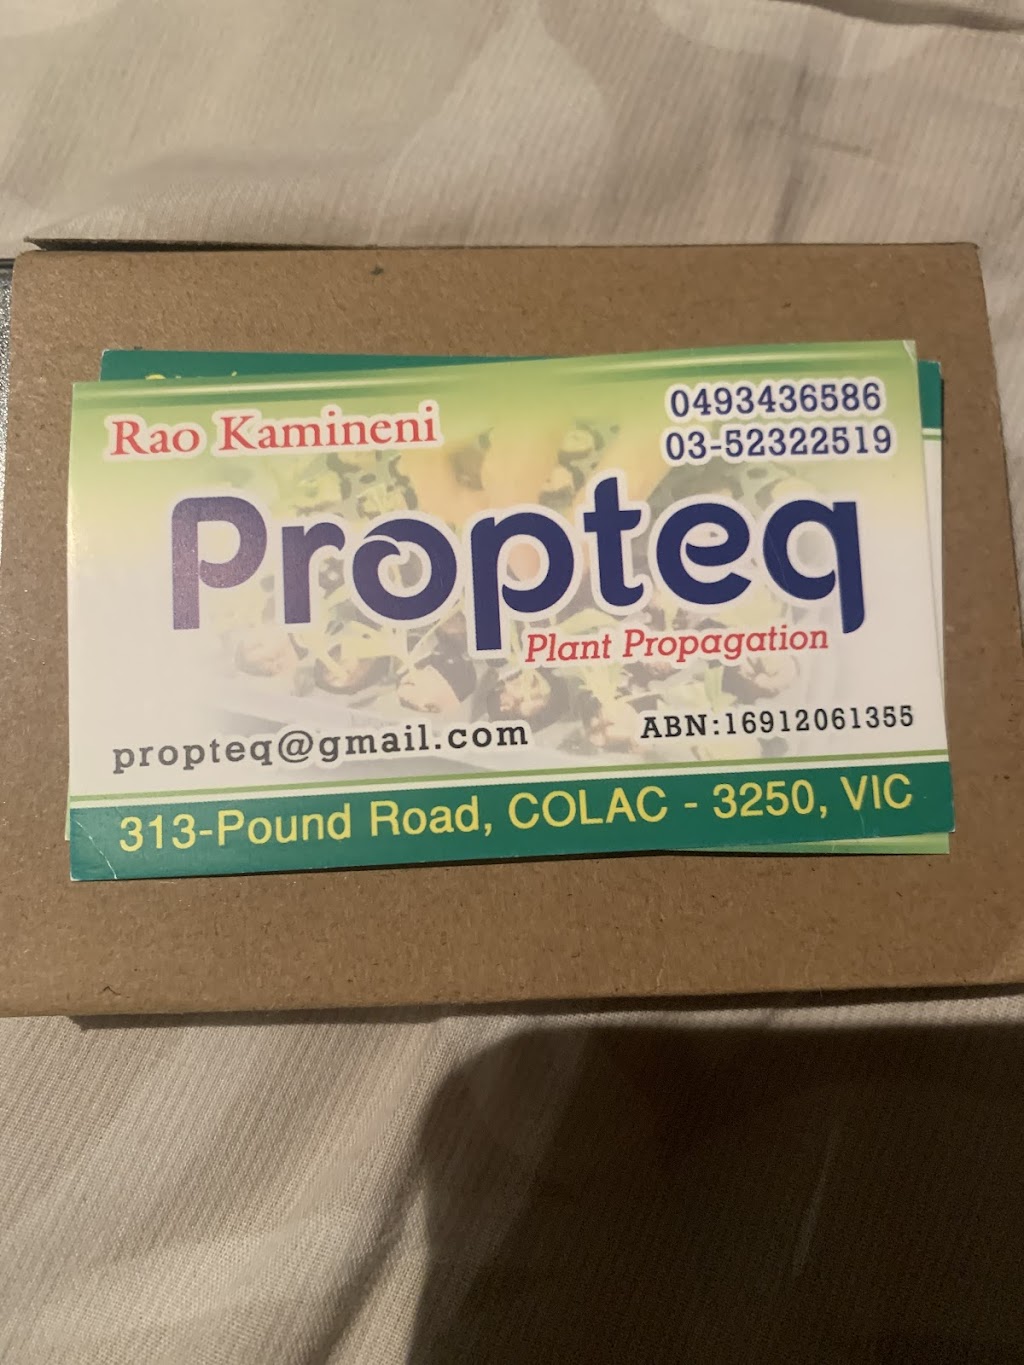 Rao Kamineni
0493436586
03-52322519
Propteq
Plant Propagation
propteq@gmail.com
ABN:16912061355
313-Pound Road, COLAC - 3250, VIC